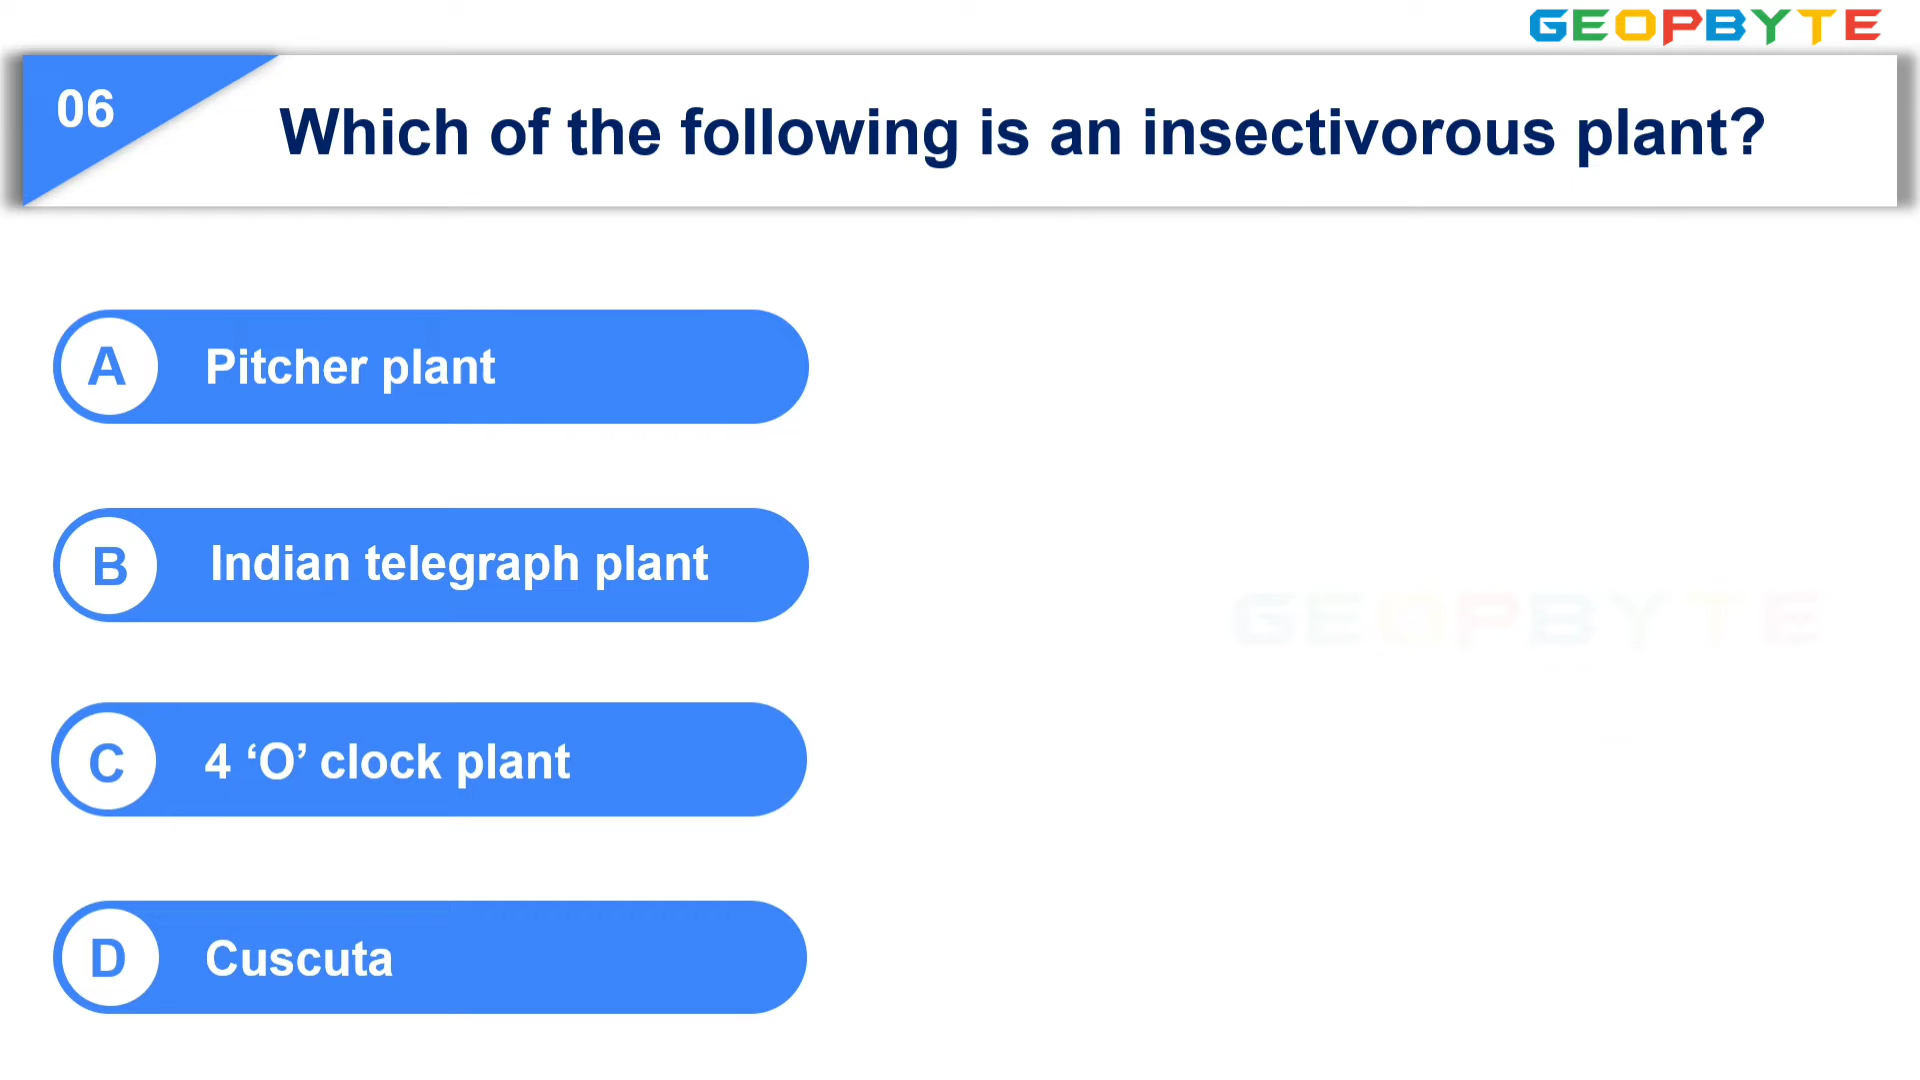 GEOPBYTE
06
Which of the following is an insectivorous plant?
A Pitcher plant
B Indian telegraph plant
GEOPBYTE
C 4 ‘O’ clock plant
D Cuscuta